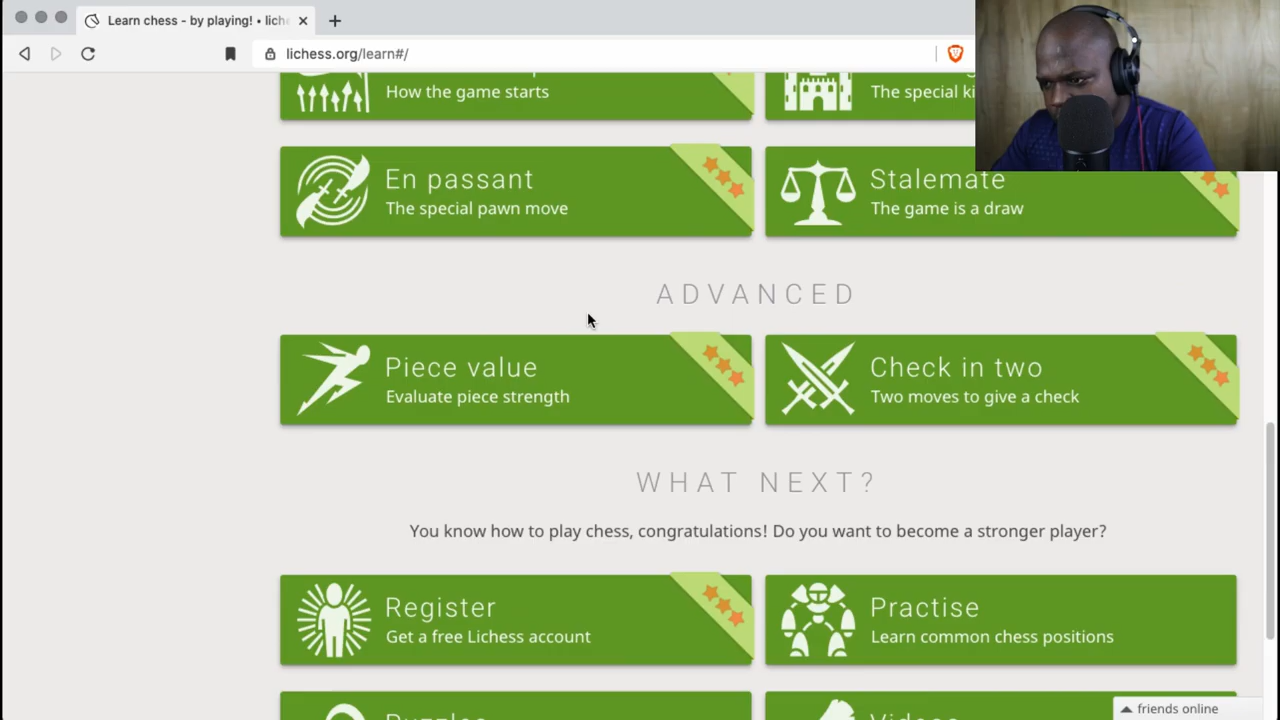 Learn chess - by playing! • lich
lichess.org/learn#/
How the game starts
The special ki
En passant
The special pawn move
Stalemate
The game is a draw
ADVANCED
Piece value
Evaluate piece strength
Check in two
Two moves to give a check
WHAT NEXT?
You know how to play chess, congratulations! Do you want to become a stronger player?
Register
Get a free Lichess account
Practise
Learn common chess positions
Puzzles
Videos
friends online